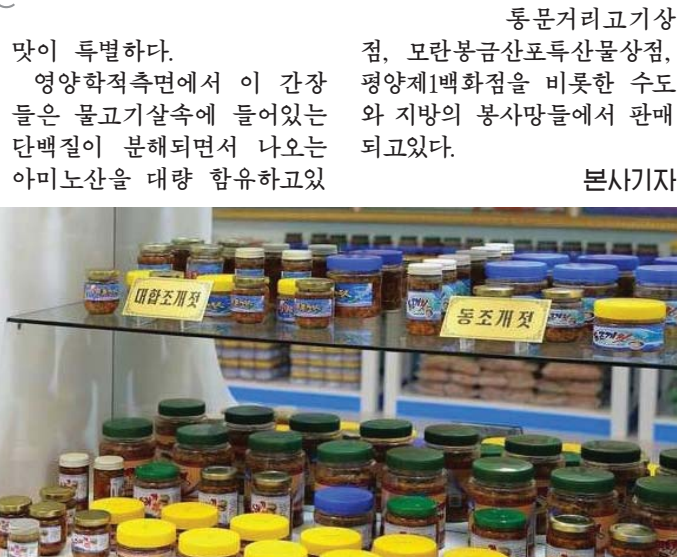 맛이 특별하다.
영양학적측면에서 이 간장
들은 물고기살속에 들어있는
단백질이 분해되면서 나오는
아미노산을 대량 함유하고있
통문거리고기상
점, 모란봉금산포특산물상점,
평양제1백화점을 비롯한 수도
와 지방의 봉사망들에서 판매
되고있다.
본사기자
대합조개젓
동조개젓